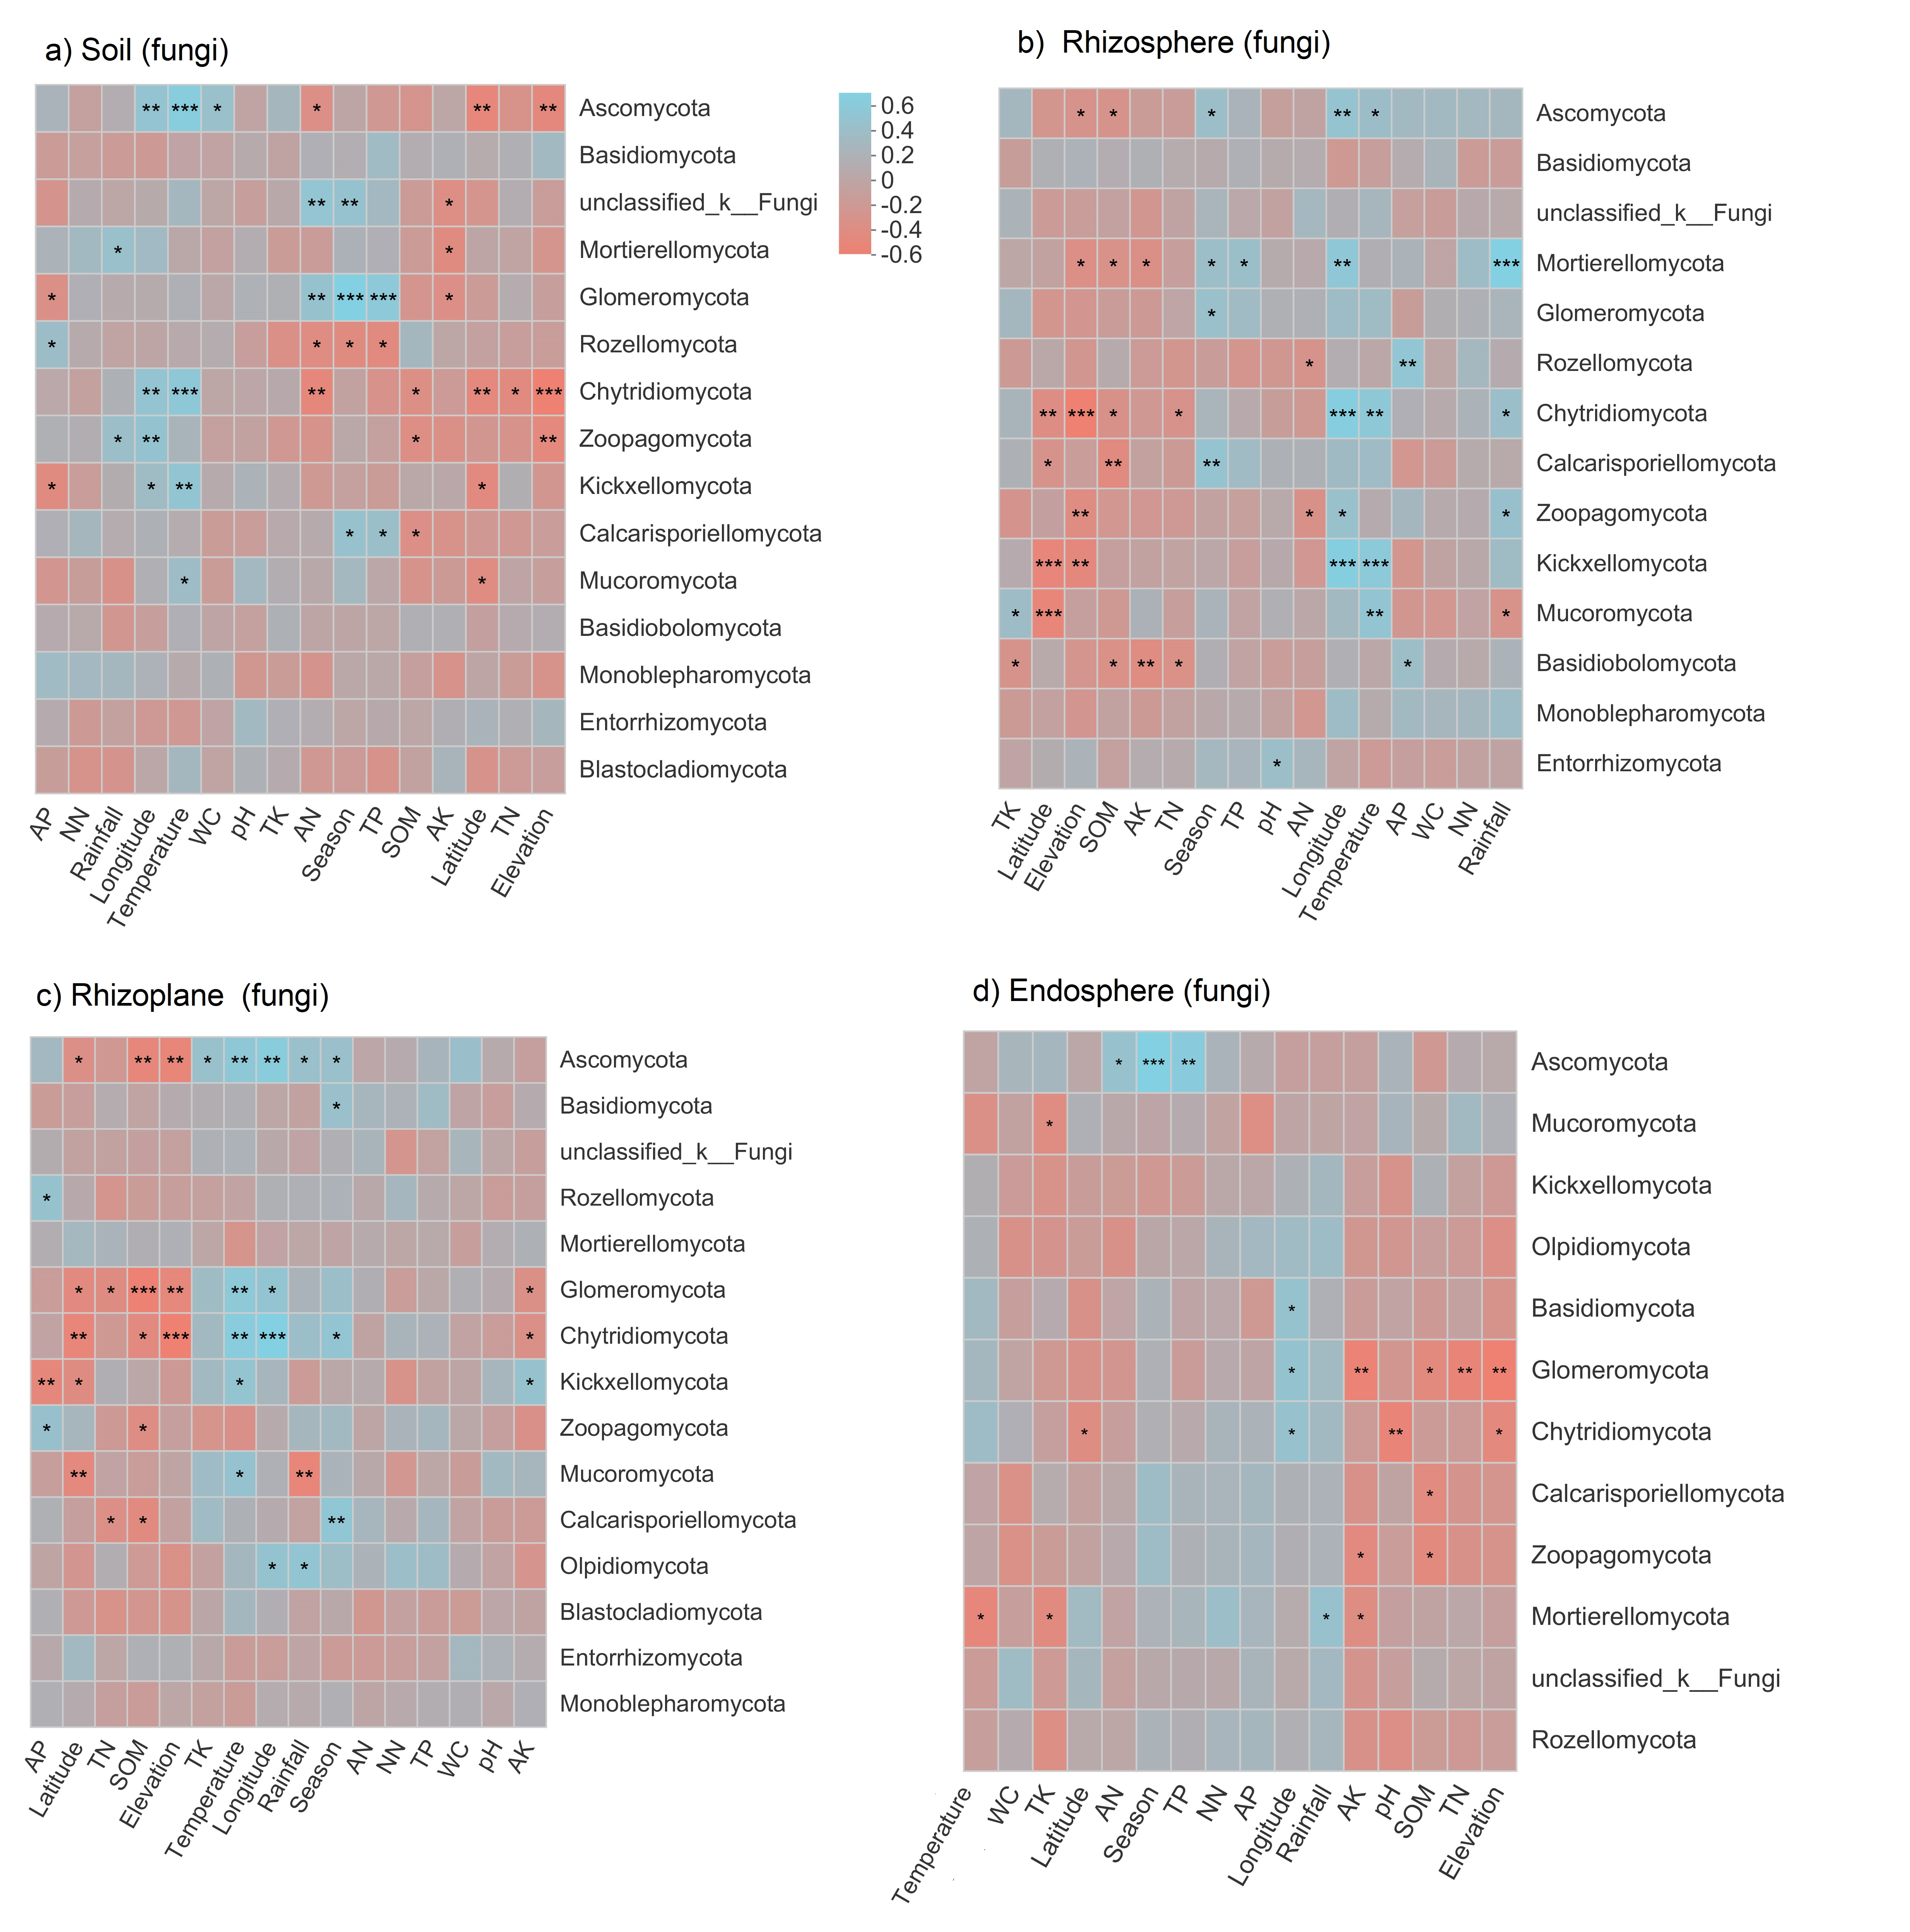 a) Soil (fungi)
** *** * * ** ** Ascomycota
Basidiomycota
** ** * unclassified_k__Fungi
* * Mortierellomycota
* ** *** *** * Glomeromycota
* * * * Rozellomycota
** *** ** * ** * *** Chytridiomycota
* ** * ** Zoopagomycota
* * ** * Kickxellomycota
* * * Calcarisporiellomycota
* * Mucoromycota
Basidiobolomycota
Monoblepharomycota
Entorrhizomycota
Blastocladiomycota
AP NN Rainfall Longitude Temperature WC pH TK AN Season TP SOM AK Latitude TN Elevation
0.6
0.4
0.2
0
-0.2
-0.4
-0.6
b) Rhizosphere (fungi)
* * * ** * Ascomycota
Basidiomycota
unclassified_k__Fungi
* * * * * ** *** Mortierellomycota
* Glomeromycota
* ** Rozellomycota
** *** * * *** ** * Chytridiomycota
* ** ** Calcarisporiellomycota
** * * * Zoopagomycota
*** ** *** *** Kickxellomycota
* *** ** * Mucoromycota
* * ** * * Basidiobolomycota
Monoblepharomycota
* Entorrhizomycota
TK Latitude Elevation SOM AK TN Season TP pH AN Longitude Temperature AP WC NN Rainfall
c) Rhizoplane (fungi)
* ** ** * ** ** * * Ascomycota
* Basidiomycota
unclassified_k__Fungi
* Rozellomycota
Mortierellomycota
* * *** ** ** * * Glomeromycota
** * *** ** *** * * Chytridiomycota
** * * * Kickxellomycota
* * Zoopagomycota
** * ** Mucoromycota
* * ** Calcarisporiellomycota
* * Olpidiomycota
Blastocladiomycota
Entorrhizomycota
Monoblepharomycota
AP Latitude TN SOM Elevation TK Temperature Longitude Rainfall Season AN NN TP WC pH AK
d) Endosphere (fungi)
* *** ** Ascomycota
* Mucoromycota
Kickxellomycota
Olpidiomycota
* Basidiomycota
* ** * ** ** Glomeromycota
* * ** * Chytridiomycota
* Calcarisporiellomycota
* * Zoopagomycota
* * * * Mortierellomycota
unclassified_k__Fungi
Rozellomycota
Temperature WC TK Latitude AN Season TP NN AP Longitude Rainfall AK pH SOM TN Elevation